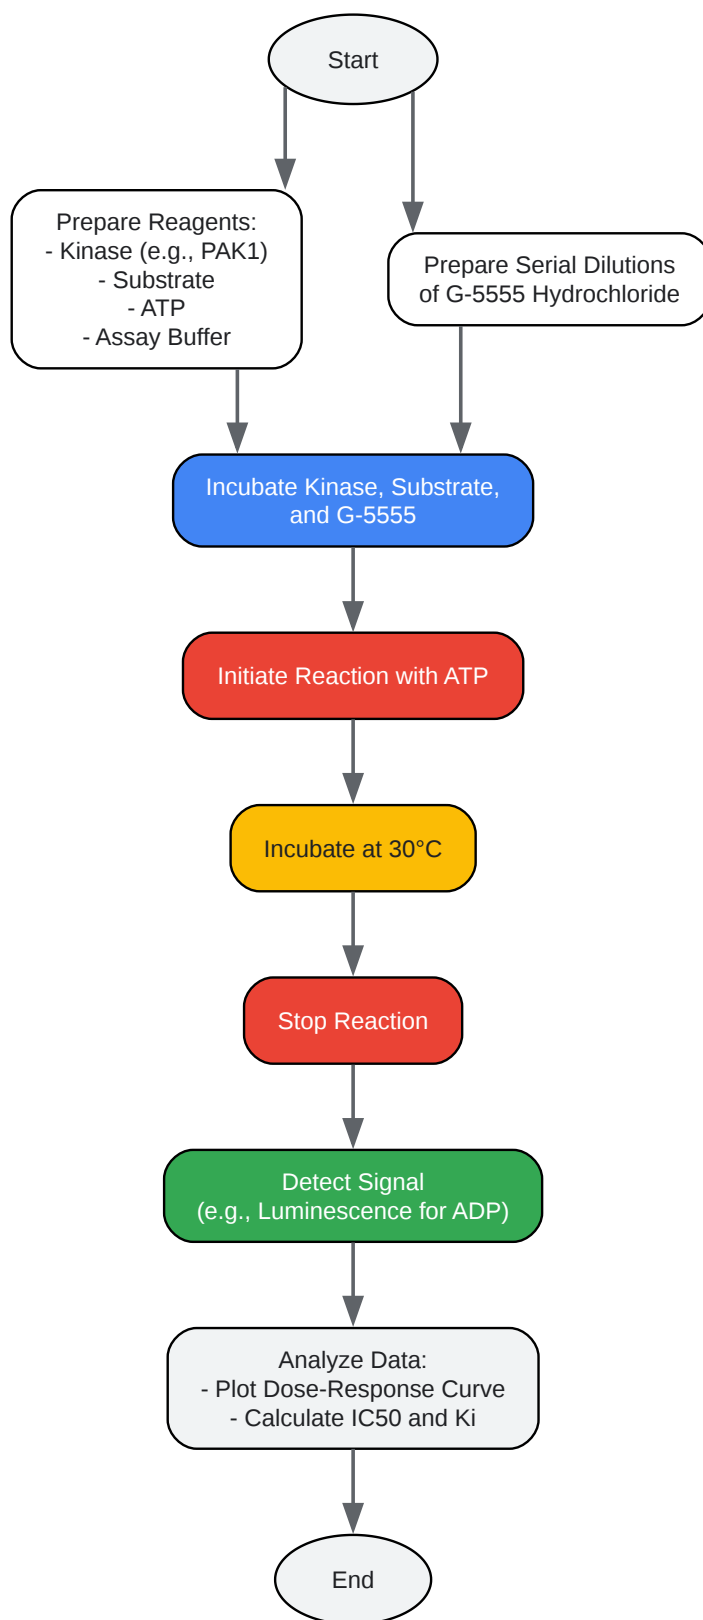 Start
Prepare Reagents:
- Kinase (e.g., PAK1)
- Substrate
- ATP
- Assay Buffer
Prepare Serial Dilutions
of G-5555 Hydrochloride
Incubate Kinase, Substrate,
and G-5555
Initiate Reaction with ATP
Incubate at 30°C
Stop Reaction
Detect Signal
(e.g., Luminescence for ADP)
Analyze Data:
- Plot Dose-Response Curve
- Calculate IC50 and Ki
End